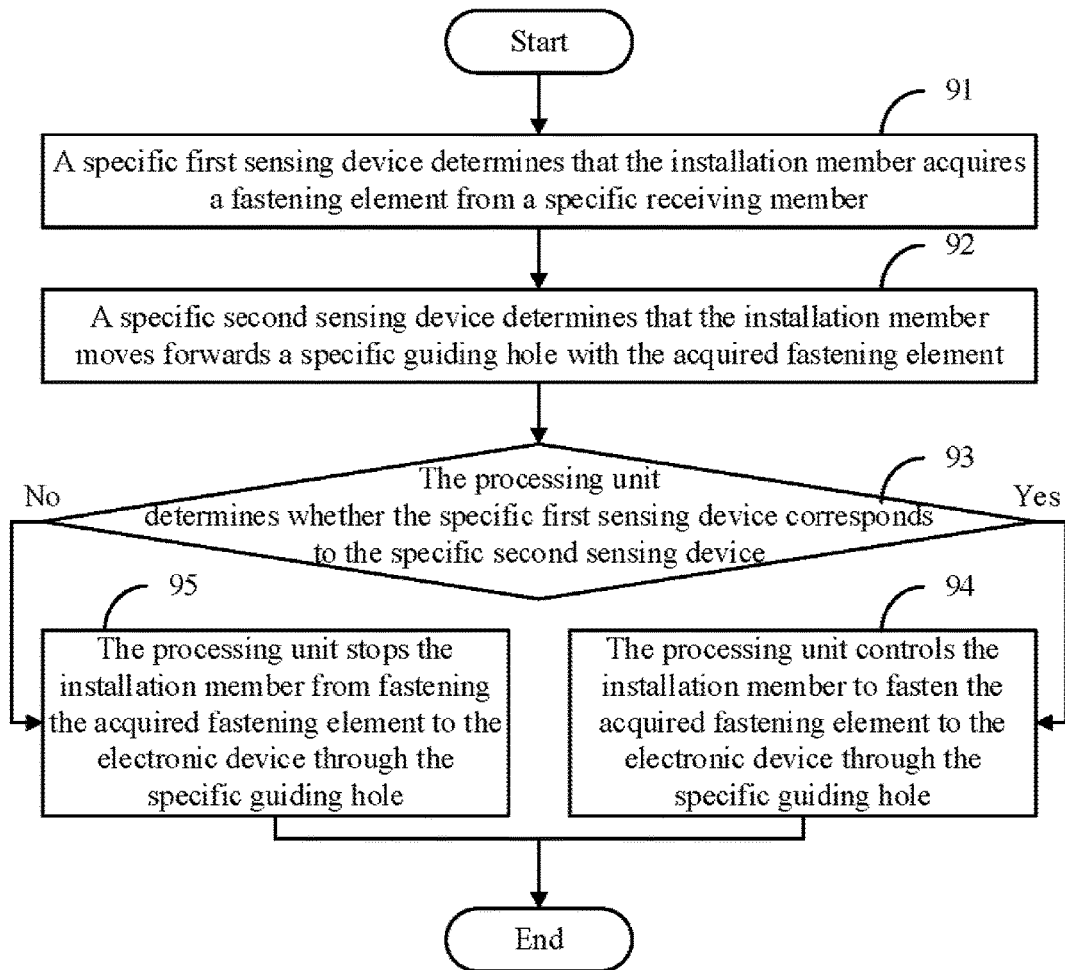 Start
91
A specific first sensing device determines that the installation member acquires
a fastening element from a specific receiving member
92
A specific second sensing device determines that the installation member
moves forwards a specific guiding hole with the acquired fastening element
93
No
The processing unit
determines whether the specific first sensing device corresponds
to the specific second sensing device
Yes
95
The processing unit stops the
installation member from fastening
the acquired fastening element to the
electronic device through the
specific guiding hole
94
The processing unit controls the
installation member to fasten the
acquired fastening element to the
electronic device through the
specific guiding hole
End